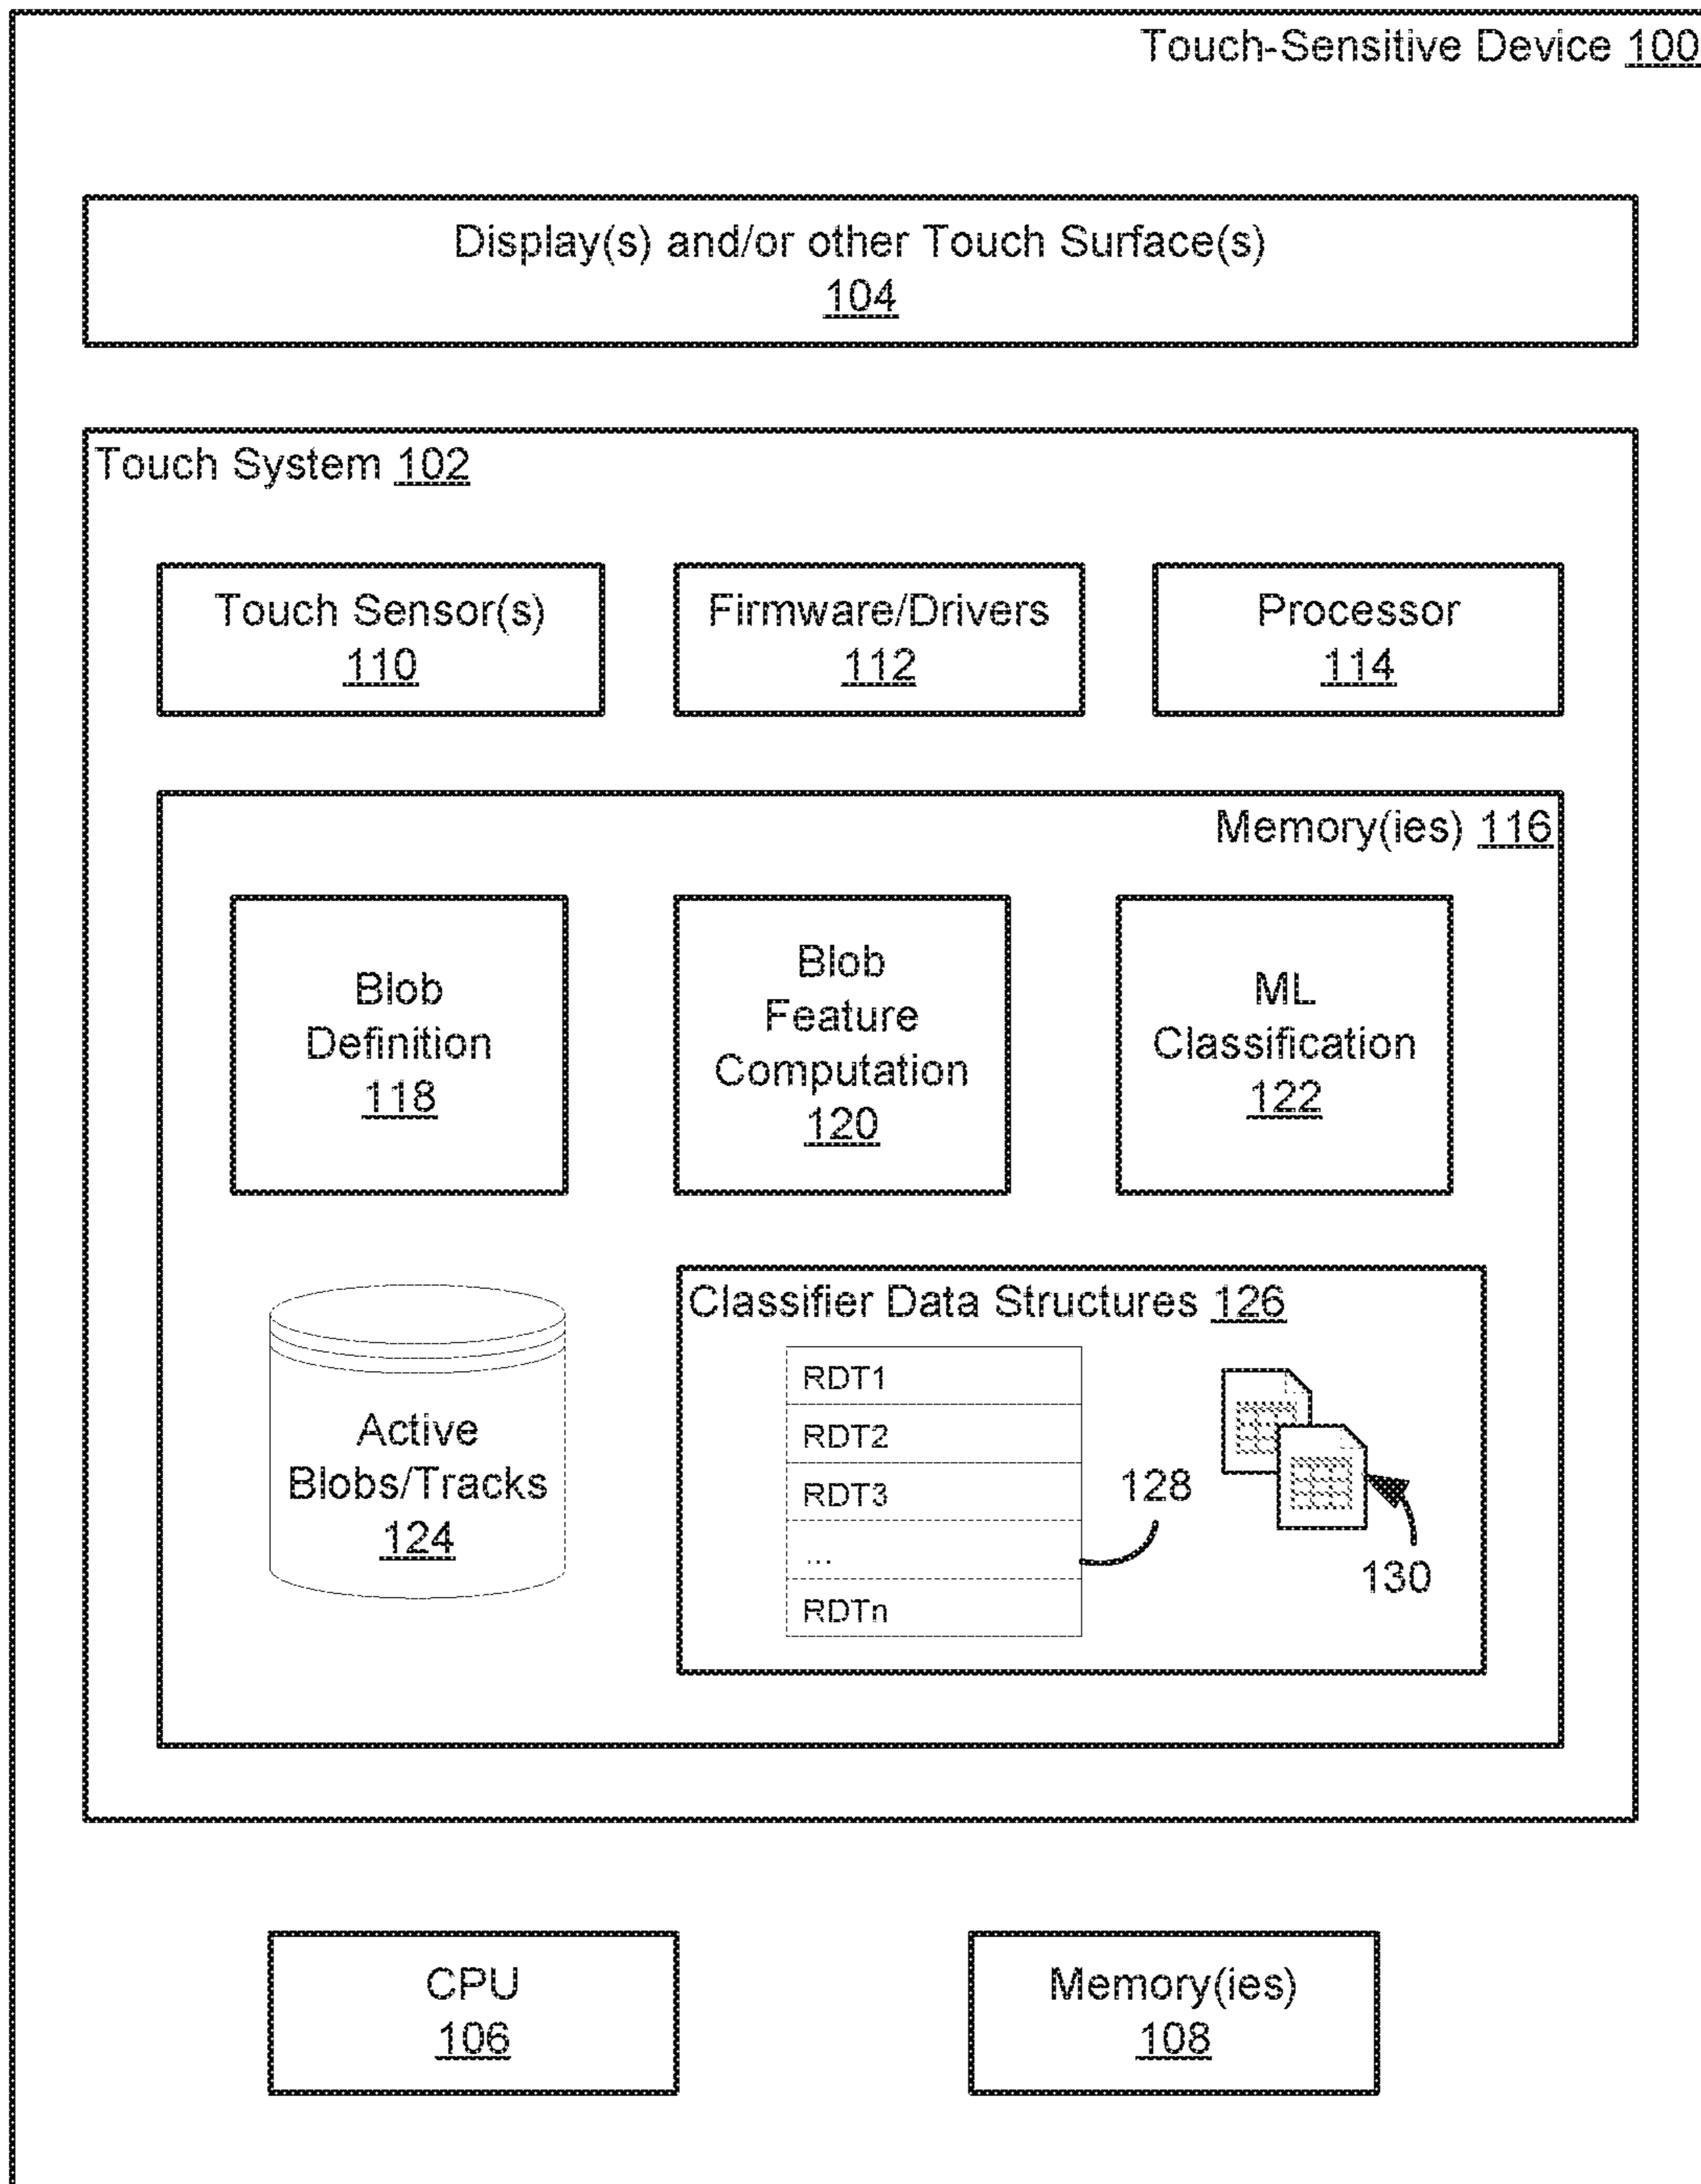 Touch-Sensitive Device 100
Display(s) and/or other Touch Surface(s)
104
Touch System 102
Touch Sensor(s)
110
Firmware/Drivers
112
Processor
114
Memory(ies) 116
Blob
Definition
118
Blob
Feature
Computation
120
ML
Classification
122
Active
Blobs/Tracks
124
Classifier Data Structures 126
RDT1
RDT2
RDT3
...
RDTn
128
130
CPU
106
Memory(ies)
108